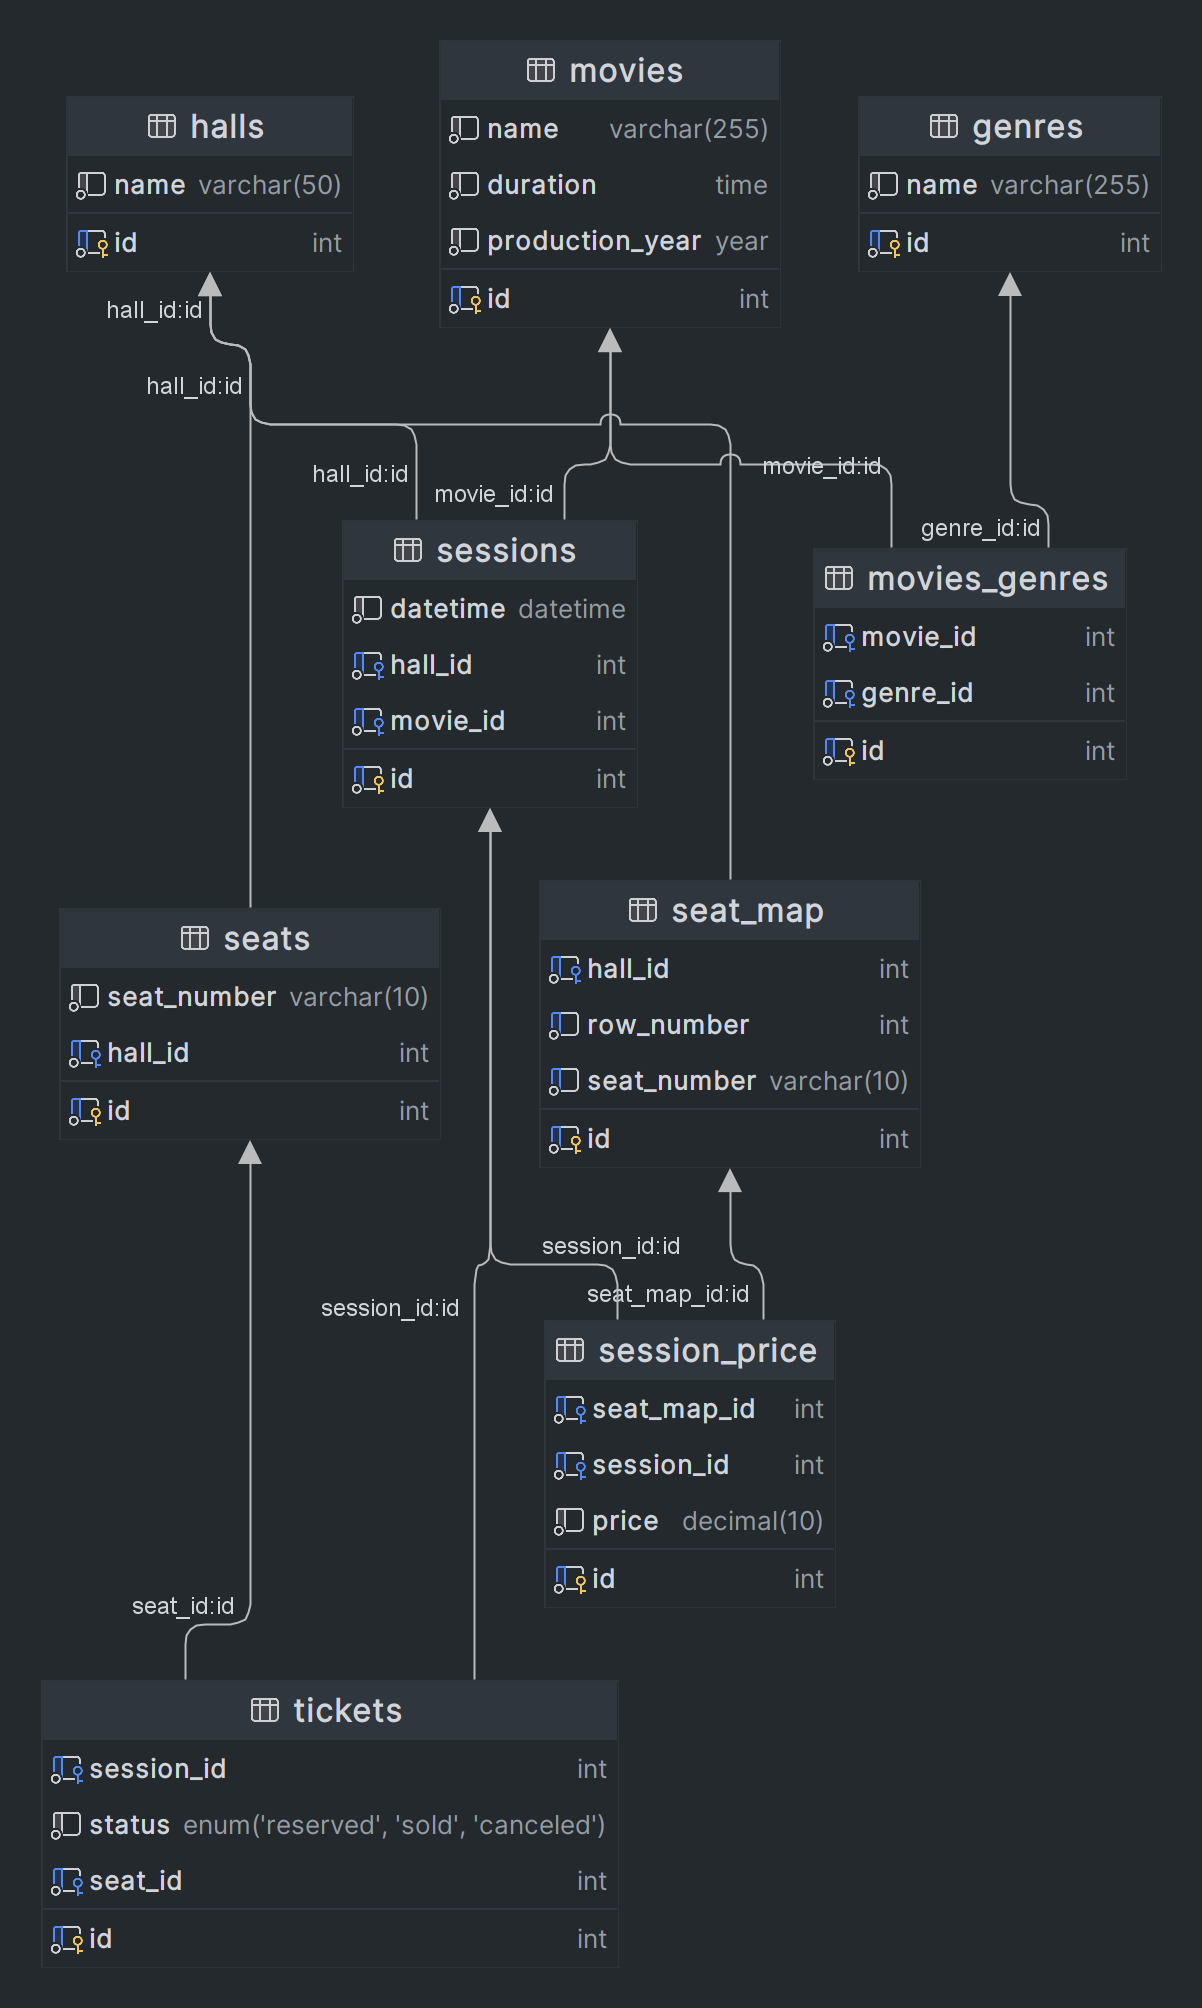 movies
name varchar(255)
duration time
production_year year
id int
halls
name varchar(50)
id int
genres
name varchar(255)
id int
hall_id:id
hall_id:id
hall_id:id
movie_id:id
movie_id:id
genre_id:id
sessions
datetime datetime
hall_id int
movie_id int
id int
movies_genres
movie_id int
genre_id int
id int
seats
seat_number varchar(10)
hall_id int
id int
seat_map
hall_id int
row_number int
seat_number varchar(10)
id int
session_id:id
seat_map_id:id
session_id:id
session_price
seat_map_id int
session_id int
price decimal(10)
id int
seat_id:id
tickets
session_id int
status enum('reserved', 'sold', 'canceled')
seat_id int
id int